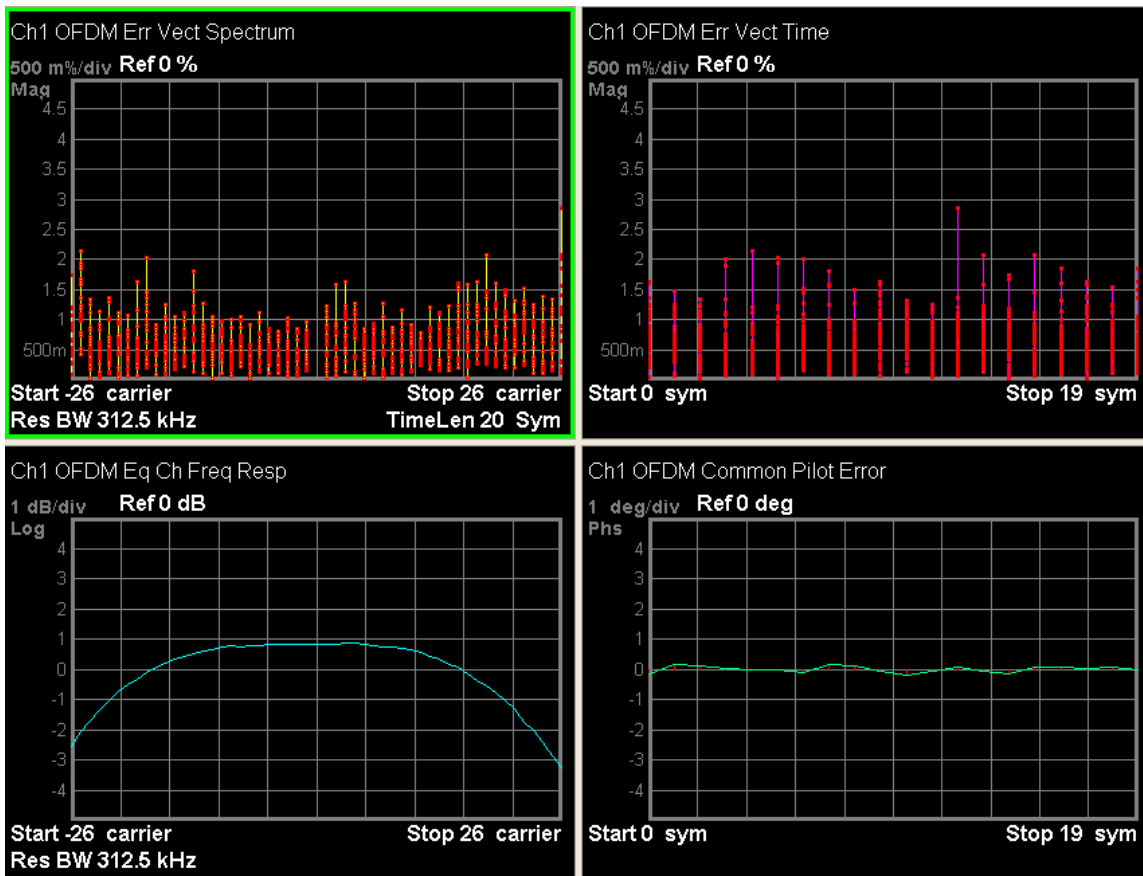 Ch1 OFDM Err Vect Spectrum
500 m%/div Ref 0 %
Mag
4.5
4
3.5
3
2.5
2
1.5
1
500m
Start -26 carrier Stop 26 carrier
Res BW 312.5 kHz TimeLen 20 Sym
Ch1 OFDM Err Vect Time
500 m%/div Ref 0 %
Mag
4.5
4
3.5
3
2.5
2
1.5
1
500m
Start 0 sym Stop 19 sym
Ch1 OFDM Eq Ch Freq Resp
1 dB/div Ref 0 dB
Log
4
3
2
1
0
-1
-2
-3
-4
Start -26 carrier Stop 26 carrier
Res BW 312.5 kHz
Ch1 OFDM Common Pilot Error
1 deg/div Ref 0 deg
Phs
4
3
2
1
0
-1
-2
-3
-4
Start 0 sym Stop 19 sym